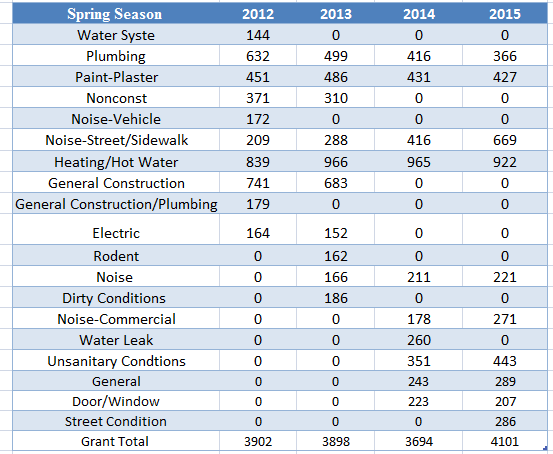 Spring Season 2012 2013 2014 2015
Water Syste 144 0 0 0
Plumbing 632 499 416 366
Paint-Plaster 451 486 431 427
Nonconst 371 310 0 0
Noise-Vehicle 172 0 0 0
Noise-Street/Sidewalk 209 288 416 669
Heating/Hot Water 839 966 965 922
General Construction 741 683 0 0
General Construction/Plumbing 179 0 0 0
Electric 164 152 0 0
Rodent 0 162 0 0
Noise 0 166 211 221
Dirty Conditions 0 186 0 0
Noise-Commercial 0 0 178 271
Water Leak 0 0 260 0
Unsanitary Condtions 0 0 351 443
General 0 0 243 289
Door/Window 0 0 223 207
Street Condition 0 0 0 286
Grant Total 3902 3898 3694 4101